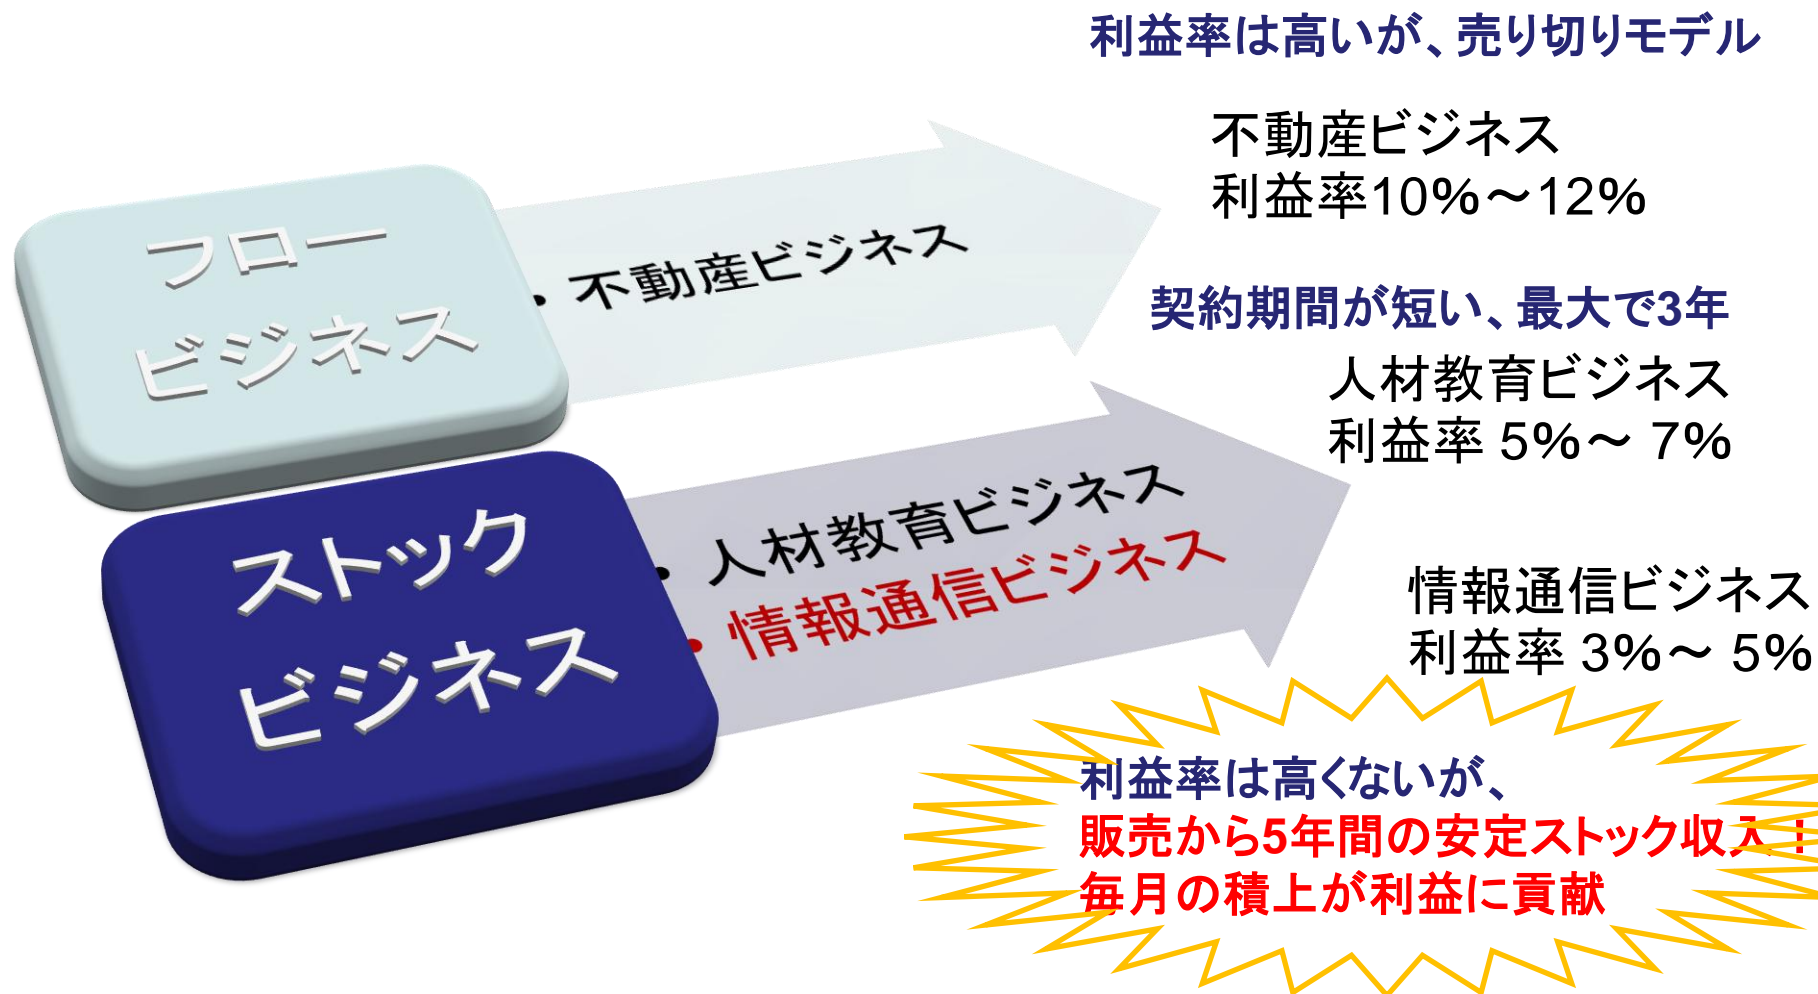 利益率は高いが、売り切りモデル
不動産ビジネス
利益率10%～12%
フロー
ビジネス
・不動産ビジネス
契約期間が短い、最大で3年
人材教育ビジネス
利益率 5%～ 7%
ストック
ビジネス
・人材教育ビジネス
・情報通信ビジネス
情報通信ビジネス
利益率 3%～ 5%
利益率は高くないが、
販売から5年間の安定ストック収入！
毎月の積上が利益に貢献